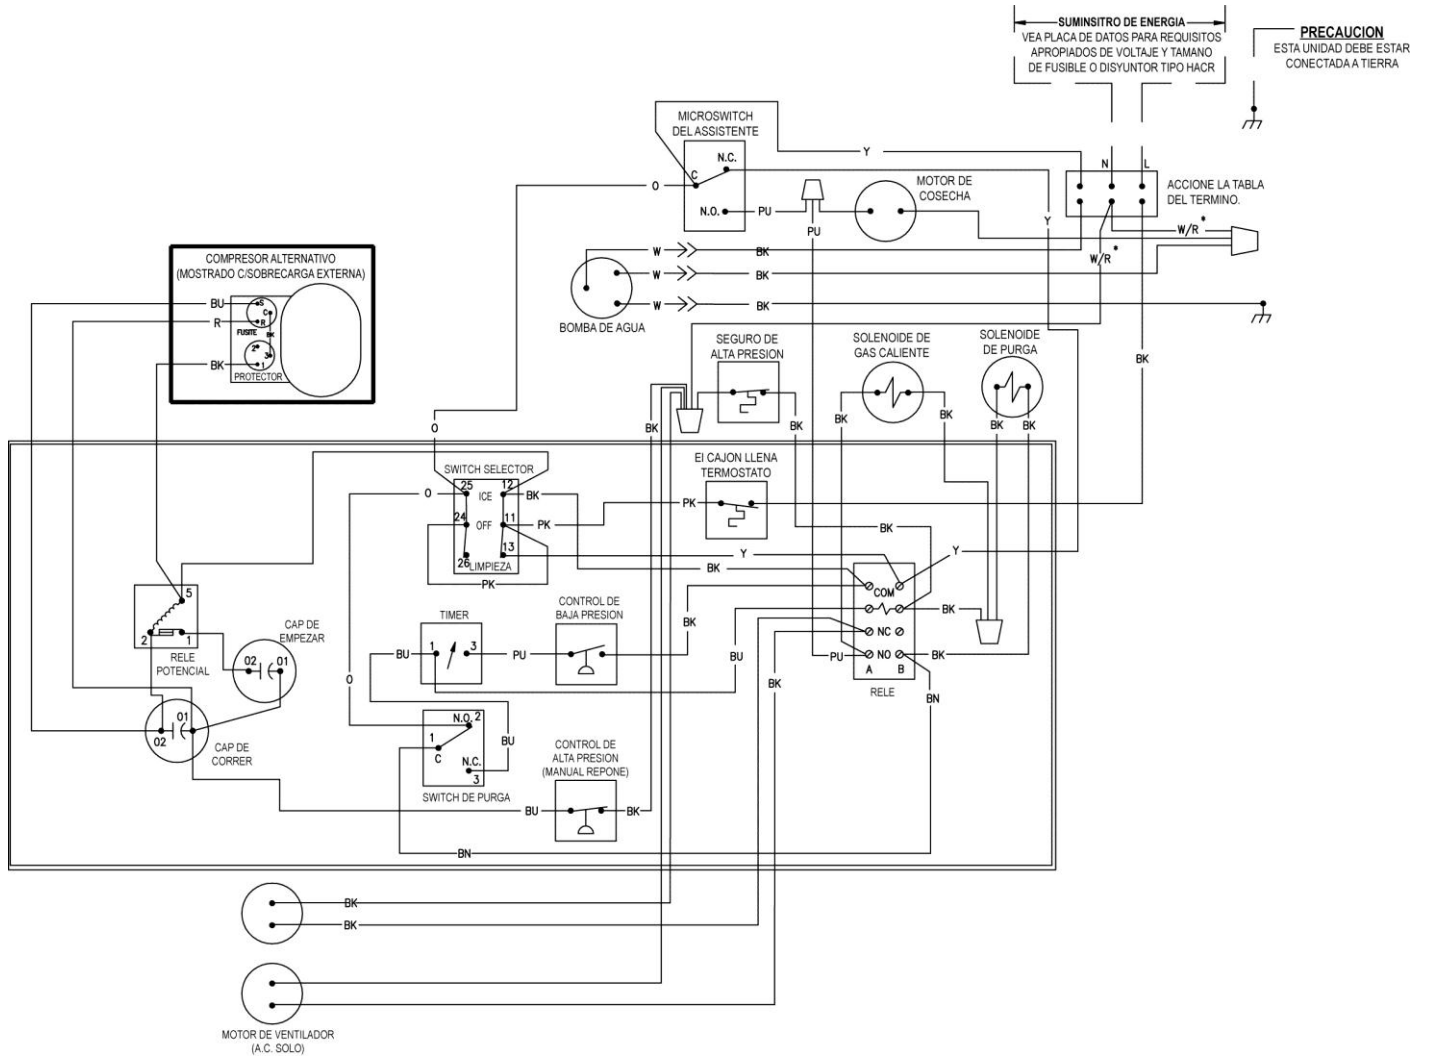 SUMINSITRO DE ENERGIA
VEA PLACA DE DATOS PARA REQUISITOS
APROPIADOS DE VOLTAJE Y TAMANO
DE FUSIBLE O DISYUNTOR TIPO HACR
PRECAUCION
ESTA UNIDAD DEBE ESTAR
CONECTADA A TIERRA
MICROSWITCH
DEL ASSISTENTE
N.C.
C
N.O.
O
Y
PU
PU
MOTOR DE
COSECHA
N
L
ACCIONE LA TABLA
DEL TERMINO.
Y
W/R *
W/R *
W
BK
W
BK
W
BK
BOMBA DE AGUA
COMPRESOR ALTERNATIVO
(MOSTRADO C/SOBRECARGA EXTERNA)
BU
S
C
R
R
FUSITE
BK
2
3
1
BK
PROTECTOR
SEGURO DE
ALTA PRESION
SOLENOIDE DE
GAS CALIENTE
SOLENOIDE
DE PURGA
BK
O
BK
BK
BK
BK
BK
BK
SWITCH SELECTOR
El CAJON LLENA
TERMOSTATO
25
12
ICE
O
BK
PK
24
11
OFF
PK
BK
13
26
LIMPIEZA
PK
Y
BK
Y
COM
BK
NC
PU
NO
BK
A
B
RELE
BN
5
2
1
RELE
POTENCIAL
CAP DE
EMPEZAR
02
01
01
02
CAP DE
CORRER
TIMER
BU
1
3
PU
CONTROL DE
BAJA PRESION
BK
BU
BK
O
N.O.
2
1
C
N.C.
3
BU
SWITCH DE PURGA
CONTROL DE
ALTA PRESION
(MANUAL REPONE)
BU
BK
BN
BK
BK
MOTOR DE VENTILADOR
(A.C. SOLO)